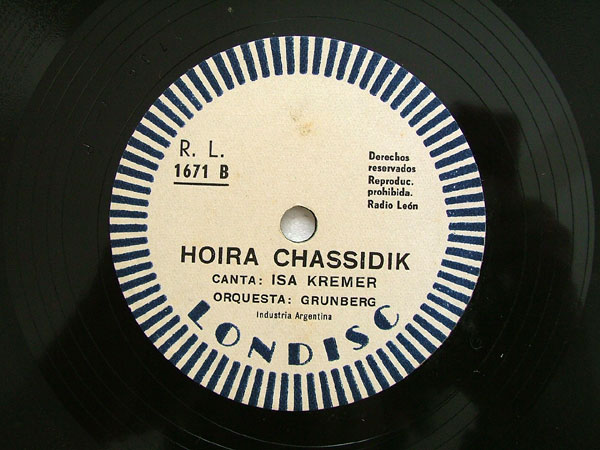 R. L.
1671 B
Derechos
reservados
Reproduc.
prohibida.
Radio León
HOIRA CHASSIDIK
CANTA: ISA KREMER
ORQUESTA: GRUNBERG
Industria Argentina
LONDISC